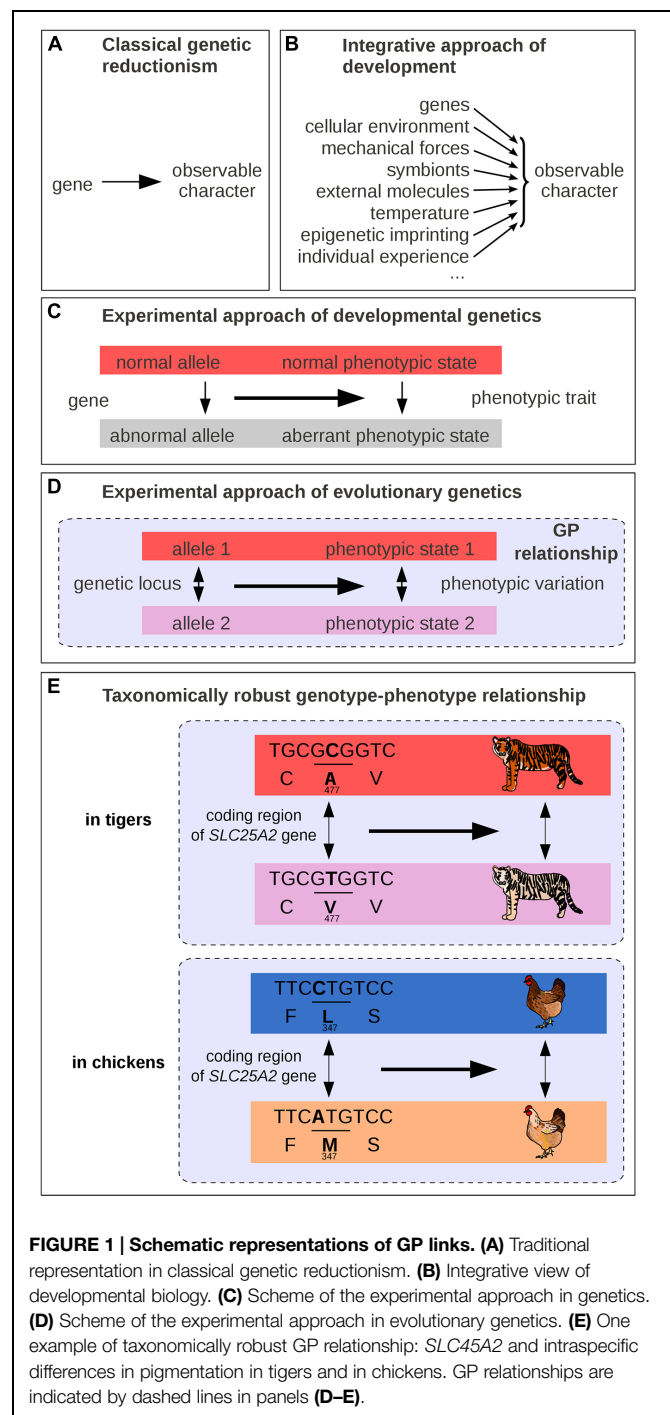 A Classical genetic
reductionism
gene
observable
character
B Integrative approach of
development
genes
cellular environment
mechanical forces
symbionts
external molecules
temperature
epigenetic imprinting
individual experience
...
observable
character
C Experimental approach of developmental genetics
normal allele normal phenotypic state
gene phenotypic trait
abnormal allele aberrant phenotypic state
D Experimental approach of evolutionary genetics
GP
relationship
allele 1 phenotypic state 1
genetic locus phenotypic variation
allele 2 phenotypic state 2
E Taxonomically robust genotype-phenotype relationship
in tigers
TGCGCGGTC
C A V
477
coding region
of SLC25A2 gene
TGCGTGGTC
C V V
477
in chickens
TTCCTGTCC
F L S
347
coding region
of SLC25A2 gene
TTCATGTCC
F M S
347
FIGURE 1 | Schematic representations of GP links. (A) Traditional
representation in classical genetic reductionism. (B) Integrative view of
developmental biology. (C) Scheme of the experimental approach in genetics.
(D) Scheme of the experimental approach in evolutionary genetics. (E) One
example of taxonomically robust GP relationship: SLC45A2 and intraspecific
differences in pigmentation in tigers and in chickens. GP relationships are
indicated by dashed lines in panels (D–E).